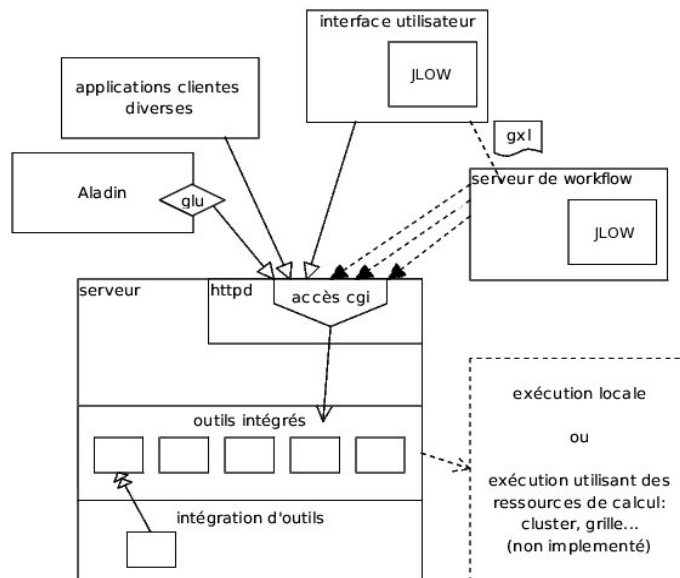 interface utilisateur
JLOW
applications clientes
diverses
gxl
Aladin
glu
serveur de workflow
JLOW
serveur
httpd
accès cgi
outils intégrés
intégration d'outils
exécution locale
ou
exécution utilisant des
ressources de calcul:
cluster, grille...
(non implementé)